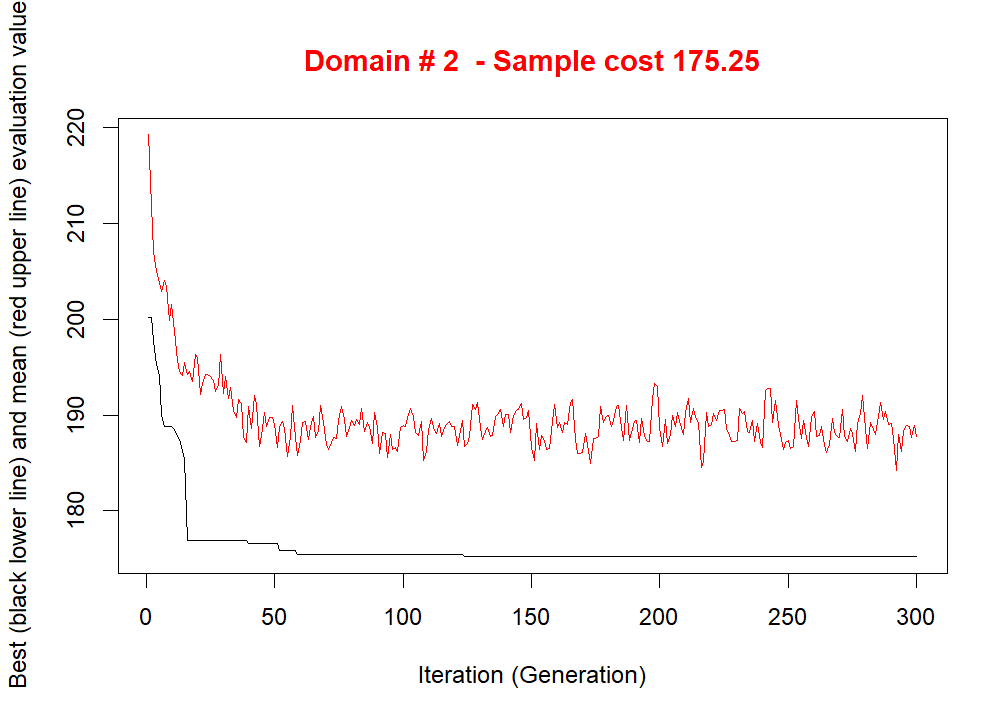 Domain # 2  - Sample cost 175.25
Best (black lower line) and mean (red upper line) evaluation value
220
210
200
190
180
0 50 100 150 200 250 300
Iteration (Generation)